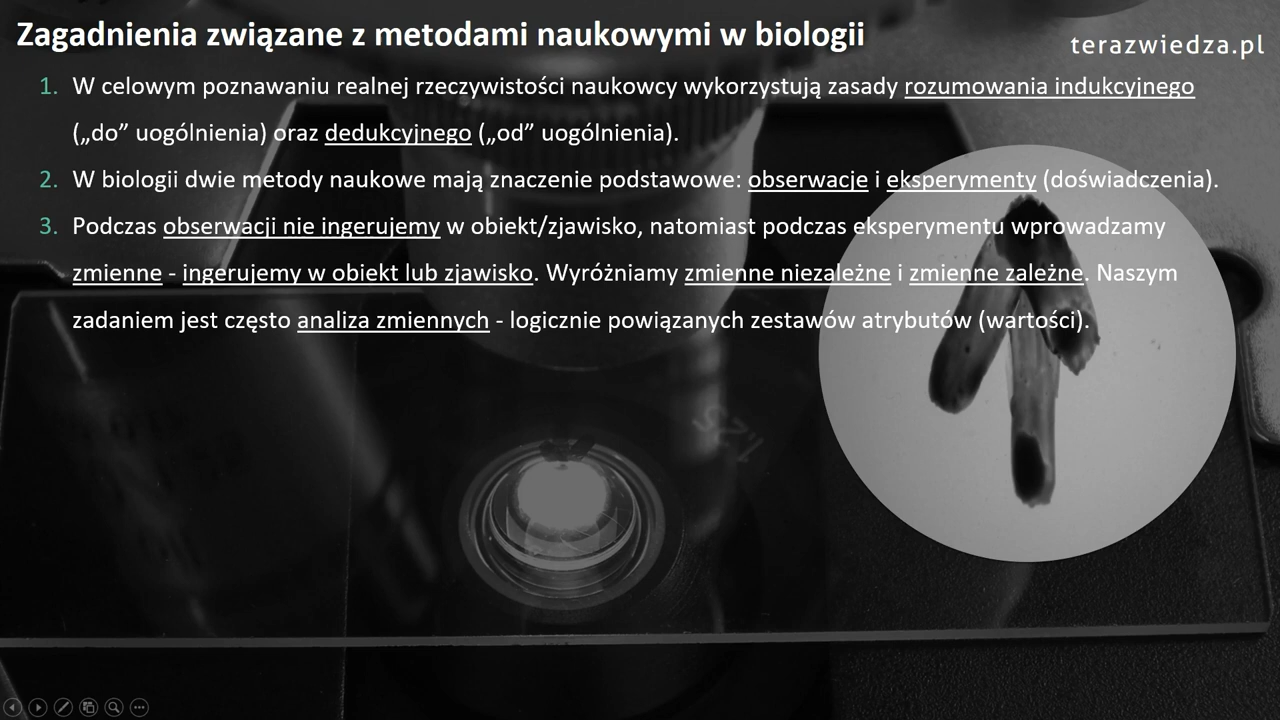 Zagadnienia związane z metodami naukowymi w biologii
terazwiedza.pl
1. W celowym poznawaniu realnej rzeczywistości naukowcy wykorzystują zasady rozumowania indukcyjnego
(„do” uogólnienia) oraz dedukcyjnego („od” uogólnienia).
2. W biologii dwie metody naukowe mają znaczenie podstawowe: obserwacje i eksperymenty (doświadczenia).
3. Podczas obserwacji nie ingerujemy w obiekt/zjawisko, natomiast podczas eksperymentu wprowadzamy
zmienne - ingerujemy w obiekt lub zjawisko. Wyróżniamy zmienne niezależne i zmienne zależne. Naszym
zadaniem jest często analiza zmiennych - logicznie powiązanych zestawów atrybutów (wartości).